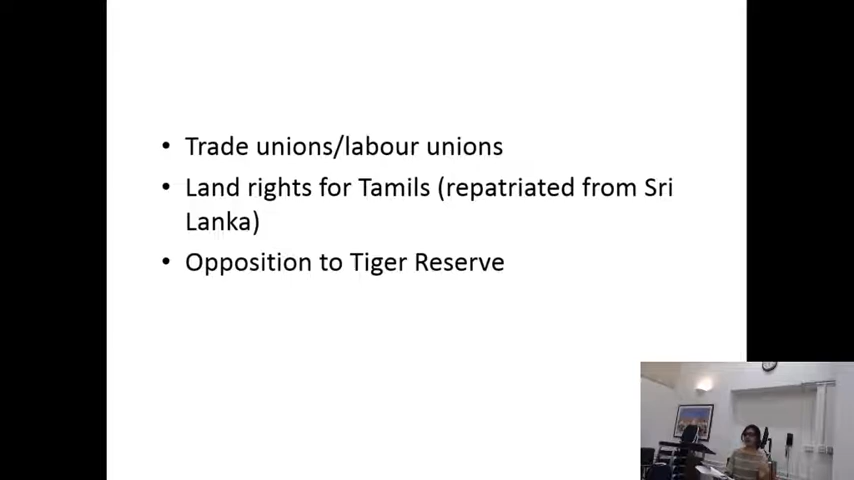 • Trade unions/labour unions
• Land rights for Tamils (repatriated from Sri
Lanka)
• Opposition to Tiger Reserve